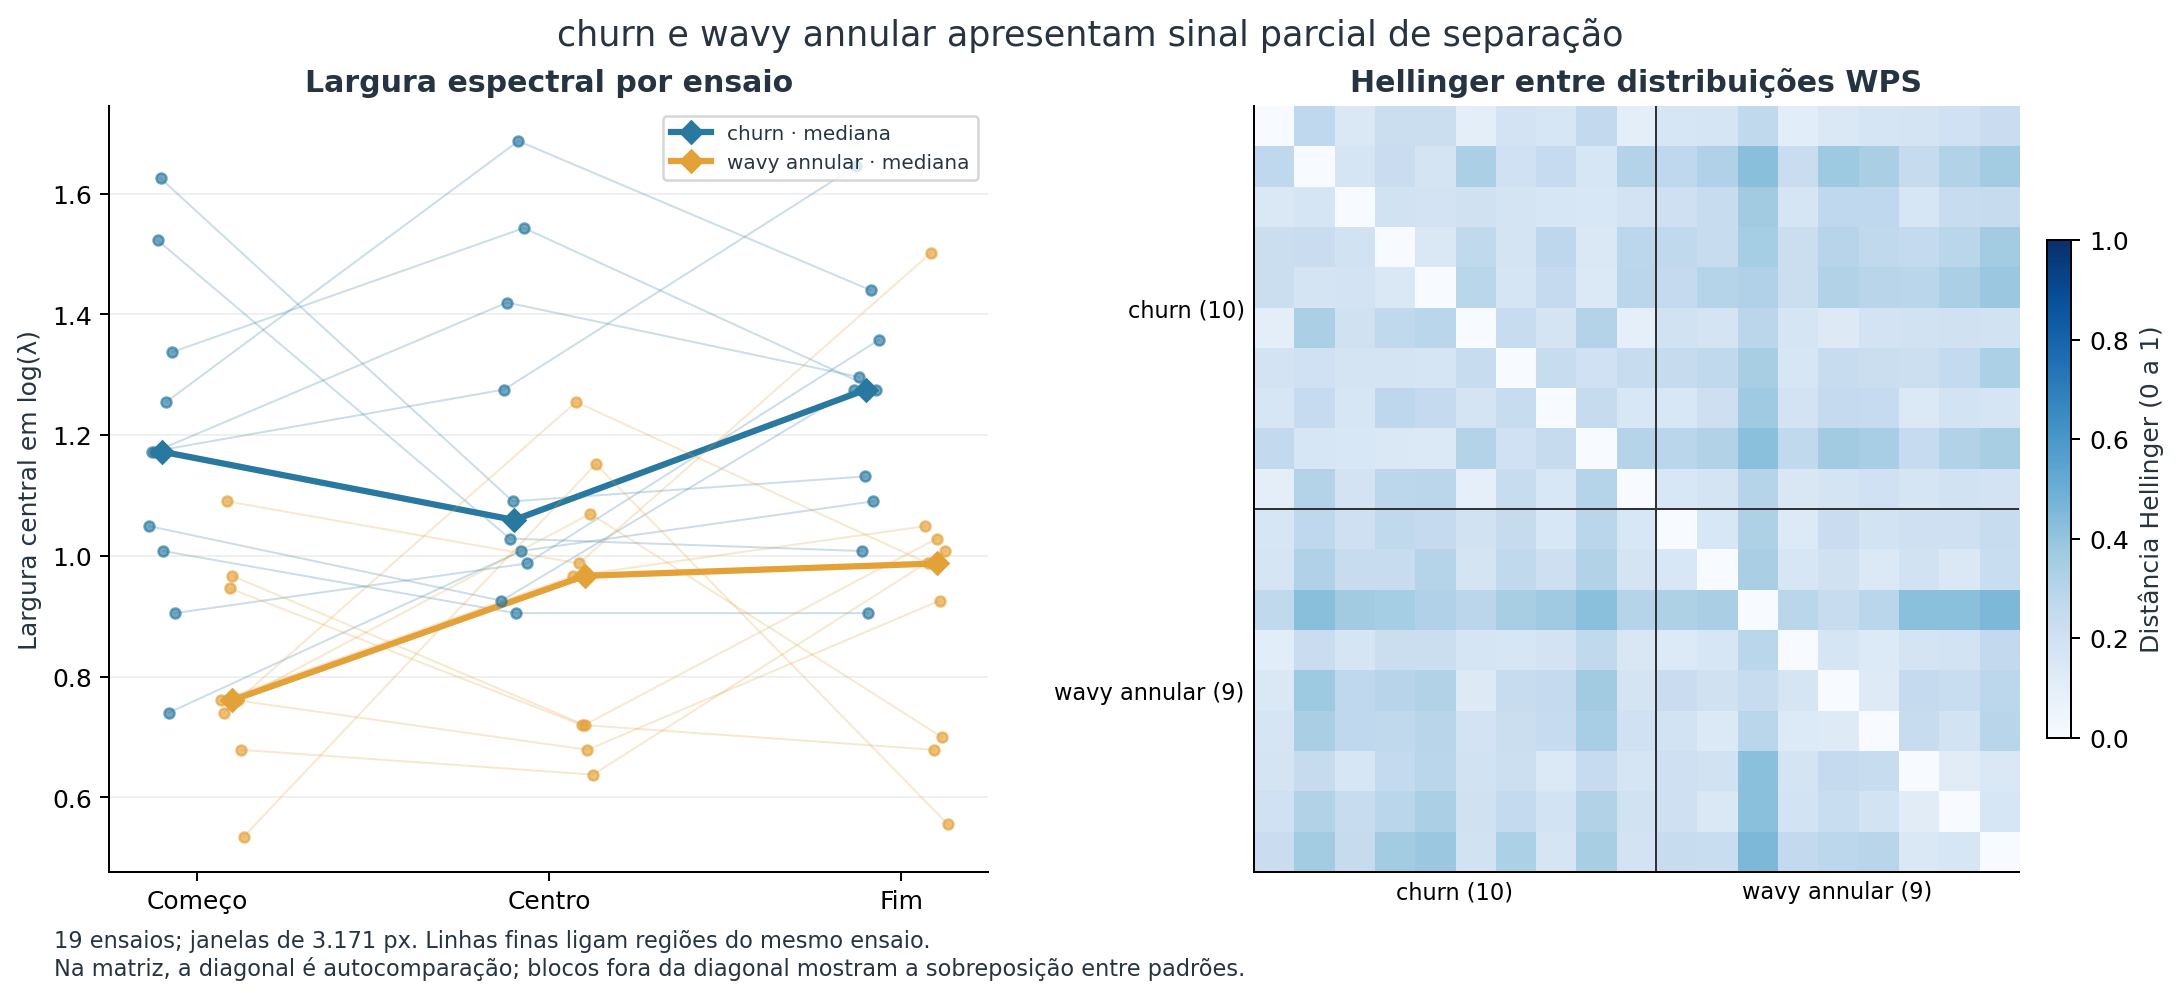 churn e wavy annular apresentam sinal parcial de separação
Largura espectral por ensaio
churn · mediana
wavy annular · mediana
Largura central em log(λ)
1.6
1.4
1.2
1.0
0.8
0.6
Começo
Centro
Fim
Hellinger entre distribuições WPS
churn (10)
wavy annular (9)
churn (10)
wavy annular (9)
1.0
0.8
0.6
0.4
0.2
0.0
Distância Hellinger (0 a 1)
19 ensaios; janelas de 3.171 px. Linhas finas ligam regiões do mesmo ensaio.
Na matriz, a diagonal é autocomparação; blocos fora da diagonal mostram a sobreposição entre padrões.